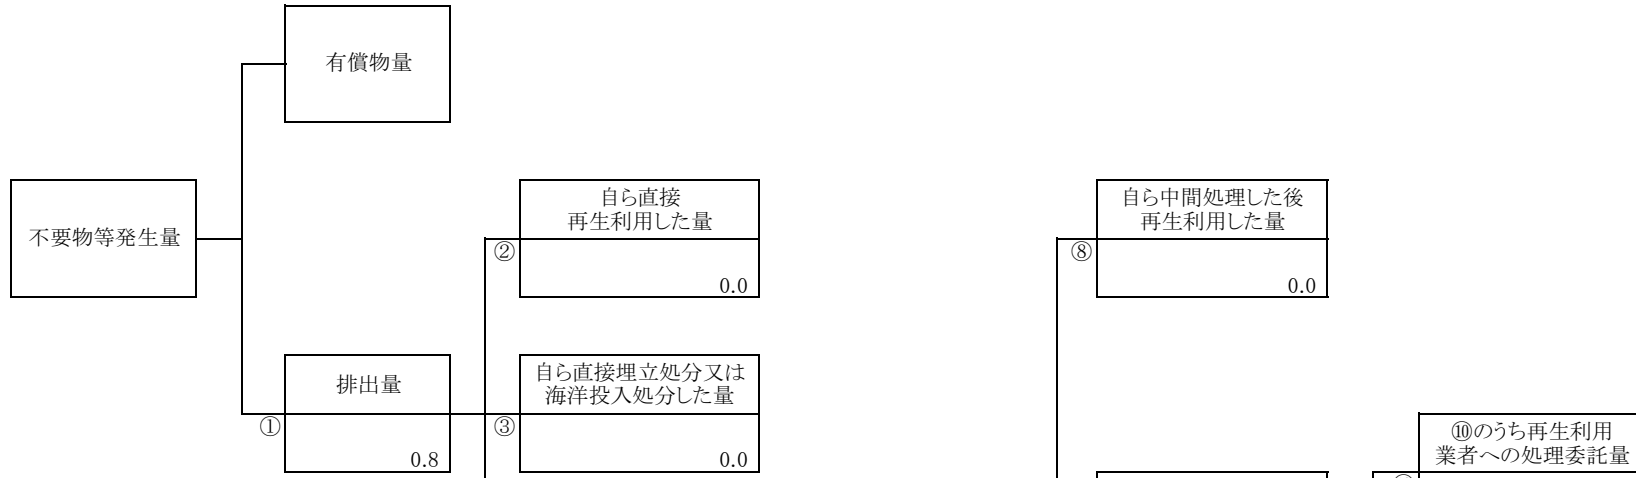 有償物量
不要物等発生量
自ら直接
再生利用した量
②
0.0
自ら中間処理した後
再生利用した量
⑧
0.0
排出量
①
0.8
自ら直接埋立処分又は
海洋投入処分した量
③
0.0
⑩のうち再生利用
業者への処理委託量